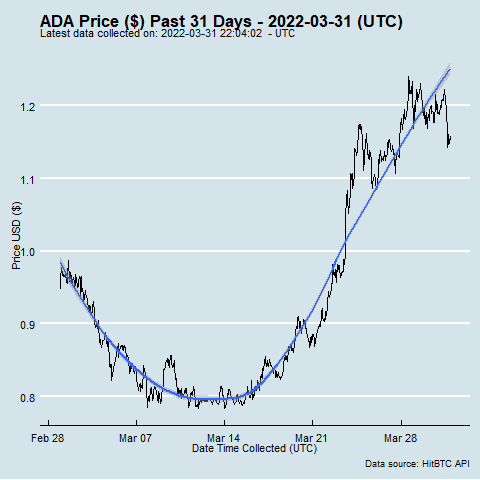 ADA Price ($) Past 31 Days - 2022-03-31 (UTC)
Latest data collected on: 2022-03-31 22:04:02 - UTC
Price USD ($)
1.2
1.1
1.0
0.9
0.8
Feb 28
Mar 07
Mar 14
Mar 21
Mar 28
Date Time Collected (UTC)
Data source: HitBTC API